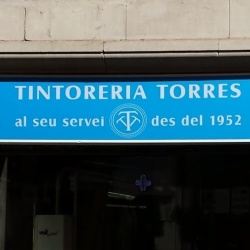 TINTORERIA TORRES
al seu servei des del 1952